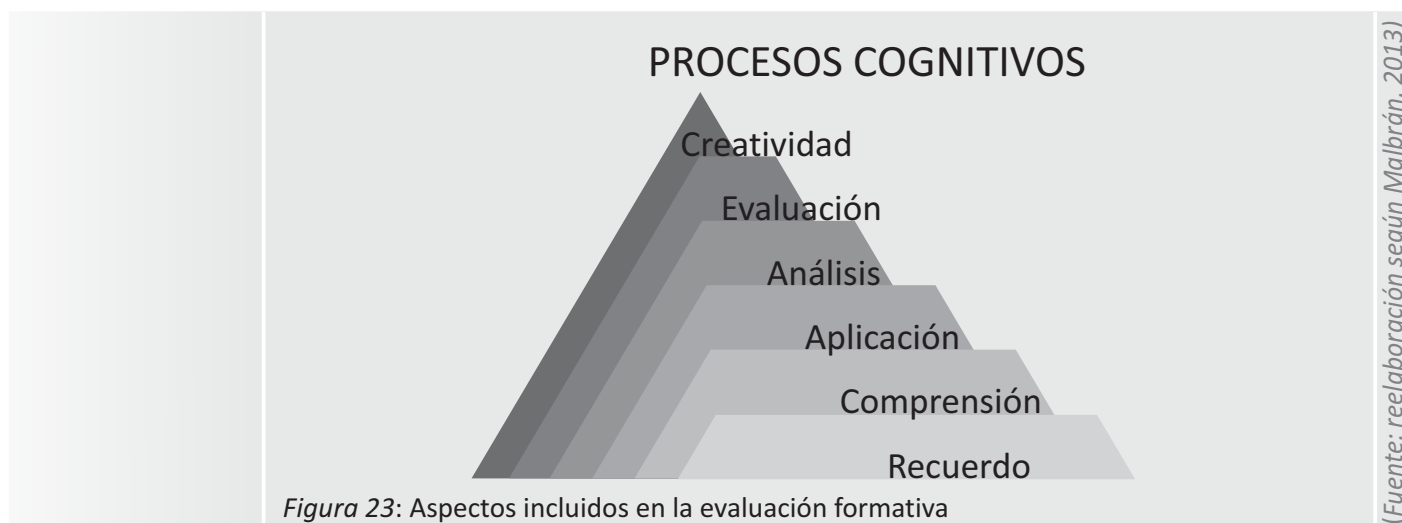 PROCESOS COGNITIVOS
Creatividad
Evaluación
Análisis
Aplicación
Comprensión
Recuerdo
Figura 23: Aspectos incluidos en la evaluación formativa
(Fuente: reelaboración según Malbrán, 2013)